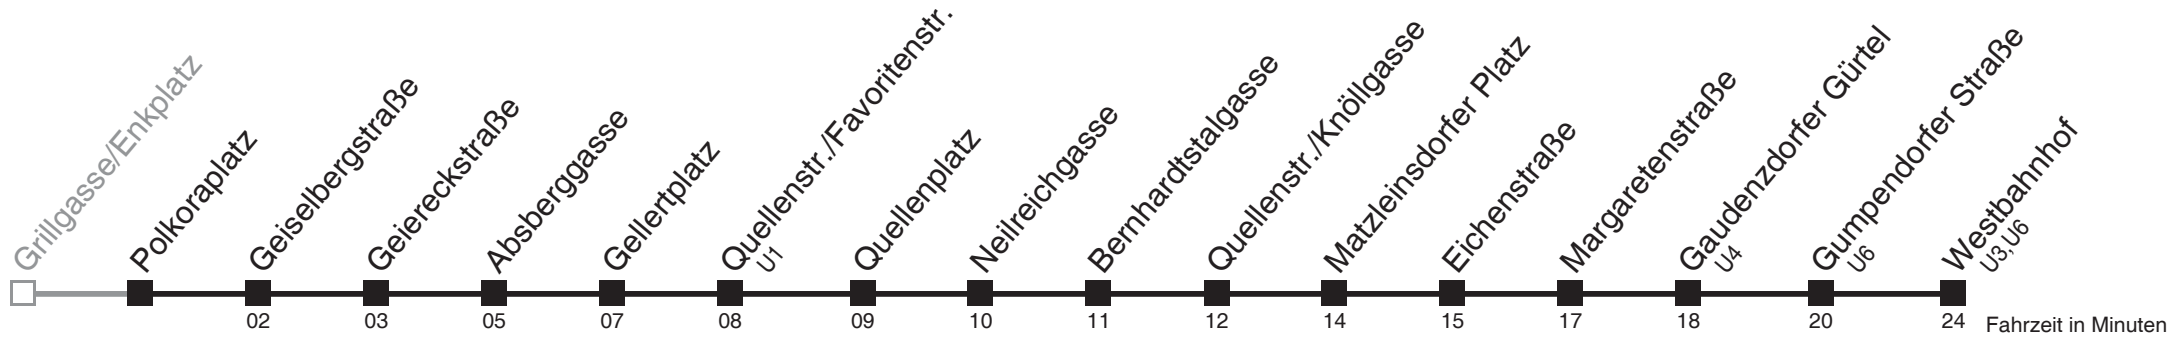 Grillgasse/Enkplatz
Polkoraplatz
Geiselbergstraße
Geiereckstraße
Absberggasse
Gellertplatz
Quellenstr./Favoritenstr.
U1
Quellenplatz
Neilreichgasse
Bernhardtstalgasse
Quellenstr./Knöllgasse
Matzleinsdorfer Platz
Eichenstraße
Margaretenstraße
Gaudenzdorfer Gürtel
U4
Gumpendorfer Straße
U6
Westbahnhof
U3,U6
02 03 05 07 08 09 10 11 12 14 15 17 18 20 24 Fahrzeit in Minuten